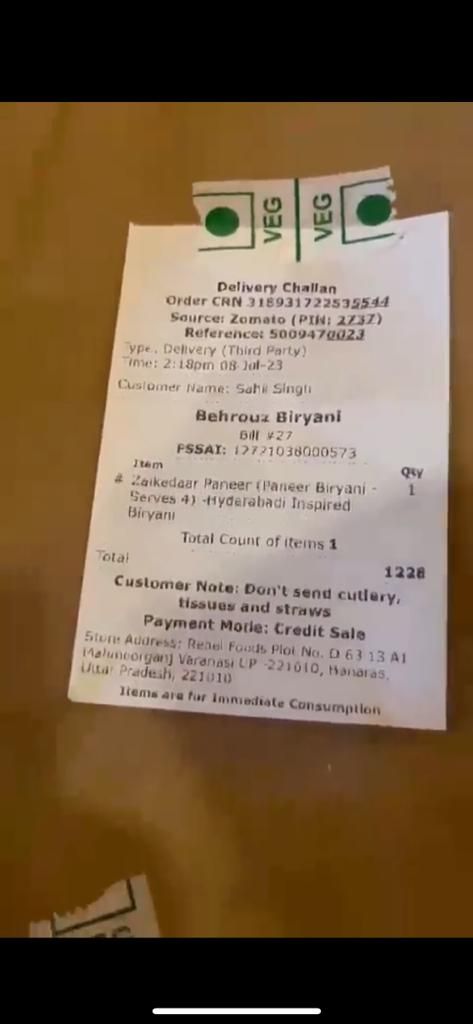 VEG VEG
Delivery Challan
Order CRN 318931722535544
Source: Zomato (PIN: 2737)
Reference: 5009470023
Type: Delivery (Third Party)
Time: 2:18pm 08-Jul-23
Customer Name: Sahil Singh
Behrouz Biryani
Bill #27
FSSAI: 12721038000573
Item Qty
# Zaikedaar Paneer (Paneer Biryani - 1
Serves 4) -Hyderabadi Inspired
Biryani
Total Count of items 1
Total 1228
Customer Note: Don't send cutlery,
tissues and straws
Payment Mode: Credit Sale
Store Address: Rebel Foods Plot No. D 63 13 A1
Mahmoorganj Varanasi UP -221010, Banaras,
Uttar Pradesh, 221010
Items are for Immediate Consumption